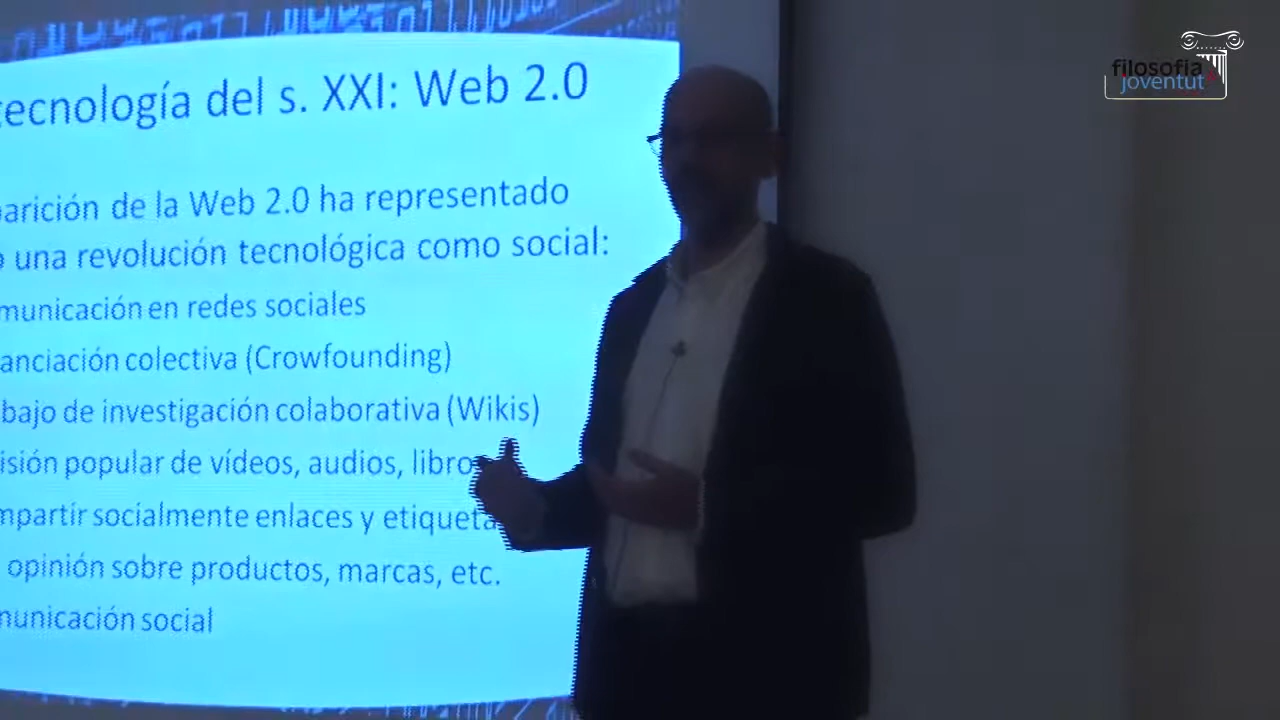 tecnología del s. XXI: Web 2.0
filosofia
joventut
parición de la Web 2.0 ha representado
o una revolución tecnológica como social:
municación en redes sociales
anciación colectiva (Crowfounding)
bajo de investigación colaborativa (Wikis)
isión popular de vídeos, audios, libro
mpartir socialmente enlaces y etiqueta
opinión sobre productos, marcas, etc.
municación social